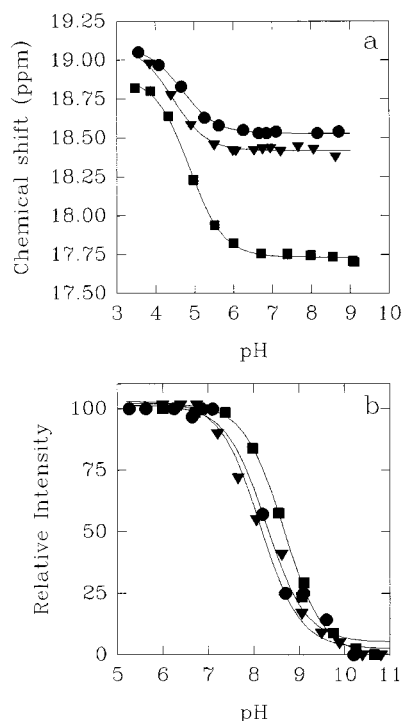 a
19.25
19.00
18.75
18.50
18.25
18.00
17.75
17.50
Chemical shift (ppm)
3 4 5 6 7 8 9 10
pH
b
100
75
50
25
0
Relative Intensity
5 6 7 8 9 10 11
pH